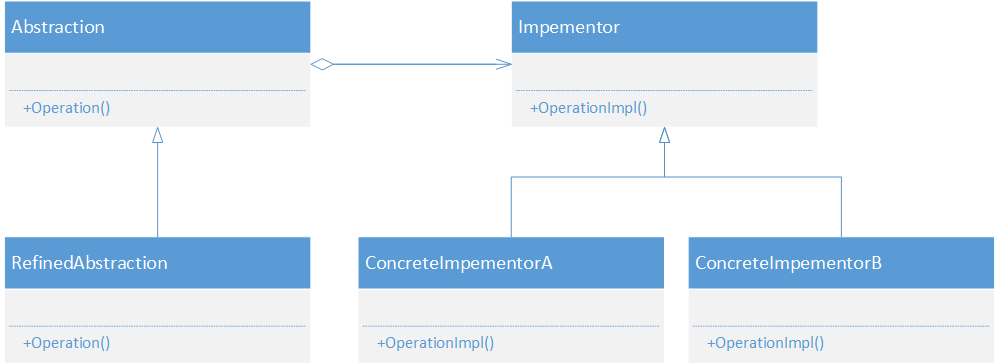 Abstraction
Impementor
+Operation()
+OperationImpl()
RefinedAbstraction
ConcreteImpementorA
ConcreteImpementorB
+Operation()
+OperationImpl()
+OperationImpl()